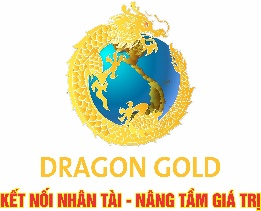 DRAGON GOLD
KẾT NỐI NHÂN TÀI - NÂNG TẦM GIÁ TRỊ